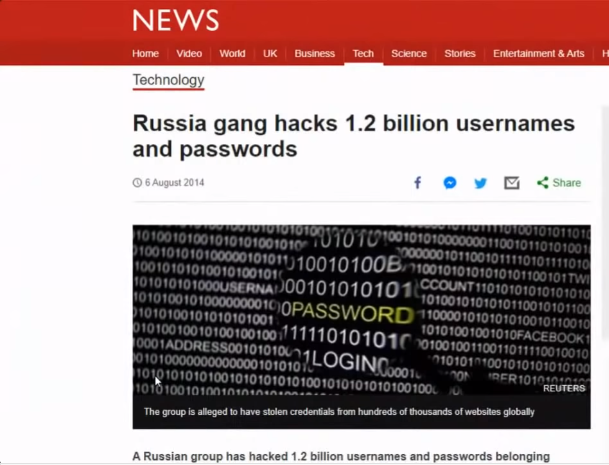 NEWS
Home Video World UK Business Tech Science Stories Entertainment & Arts
Technology
Russia gang hacks 1.2 billion usernames
and passwords
6 August 2014
Share
USERNA
CCOUNT
PASSWORD
FACEBOOK
ADDRESS
LOGIN
REUTERS
The group is alleged to have stolen credentials from hundreds of thousands of websites globally
A Russian group has hacked 1.2 billion usernames and passwords belonging